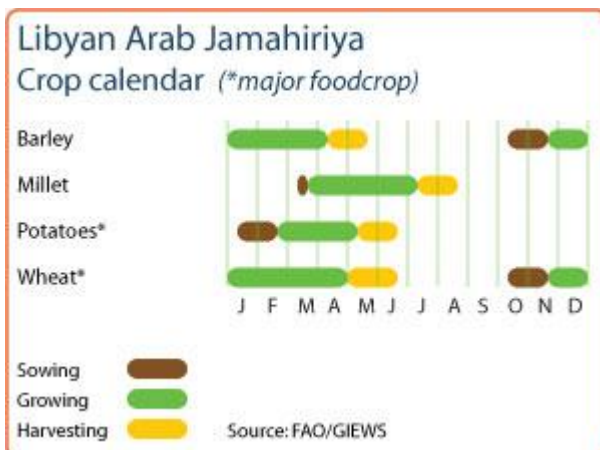 Libyan Arab Jamahiriya
Crop calendar (*major foodcrop)
Barley
Millet
Potatoes*
Wheat*
J F M A M J J A S O N D
Sowing
Growing
Harvesting Source: FAO/GIEWS